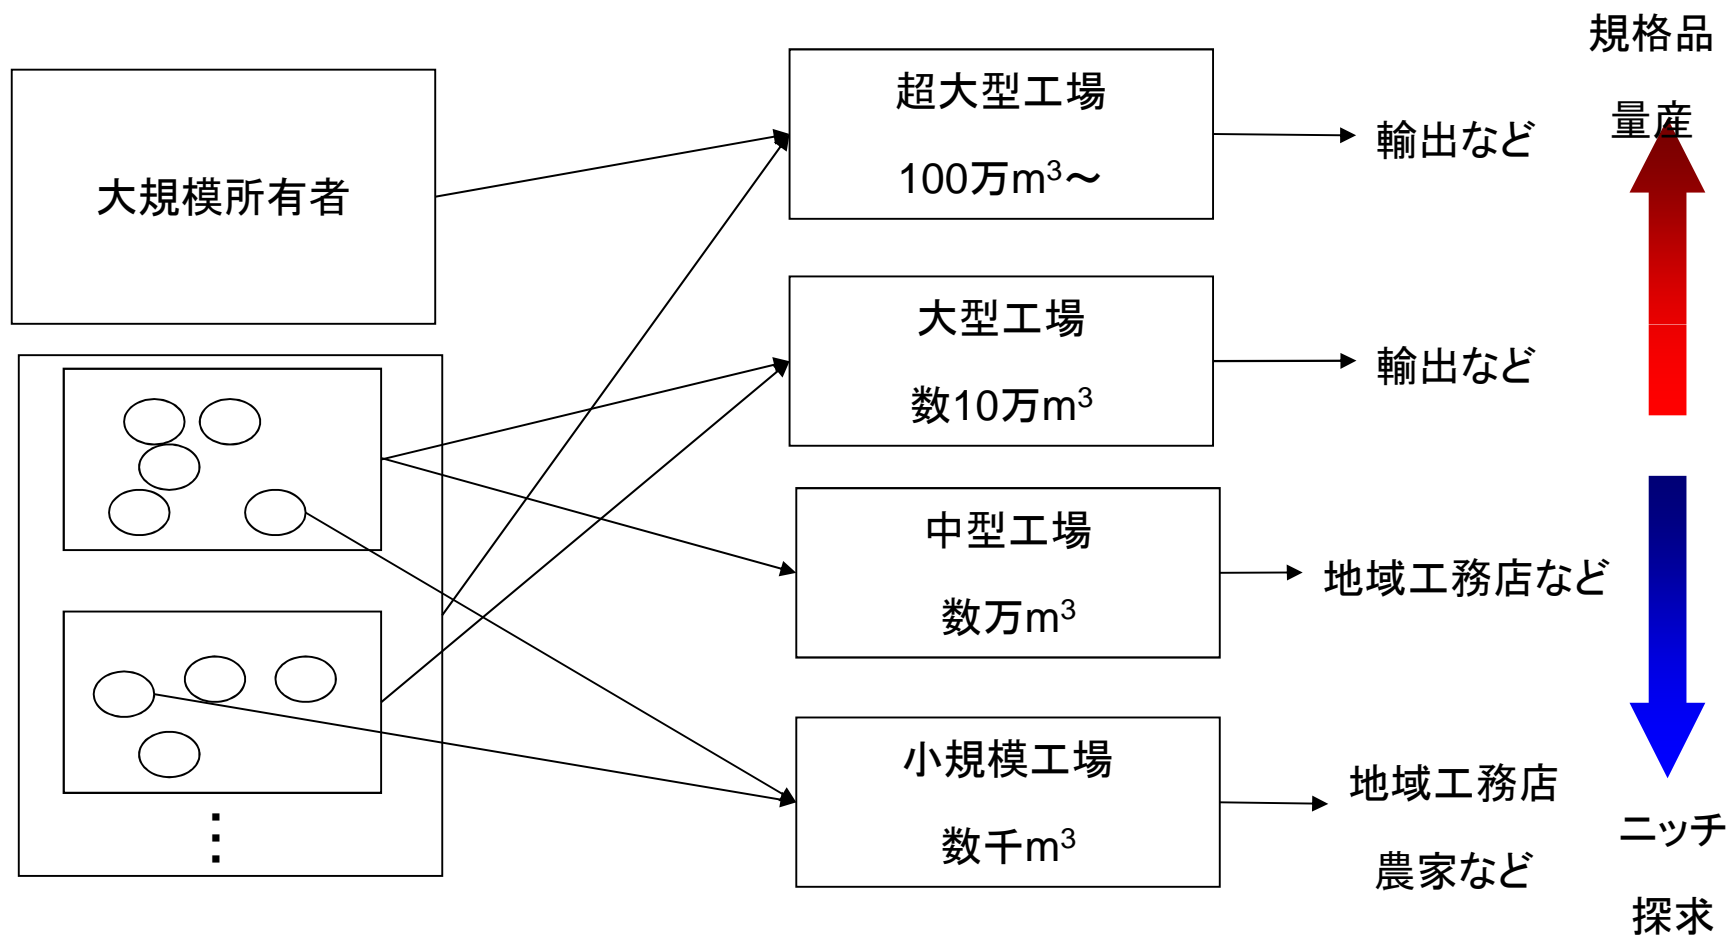 大規模所有者
超大型工場
100万m³~
大型工場
数10万m³
中型工場
数万m³
小規模工場
数千m³
輸出など
輸出など
地域工務店など
地域工務店
農家など
規格品
量産
ニッチ
探求